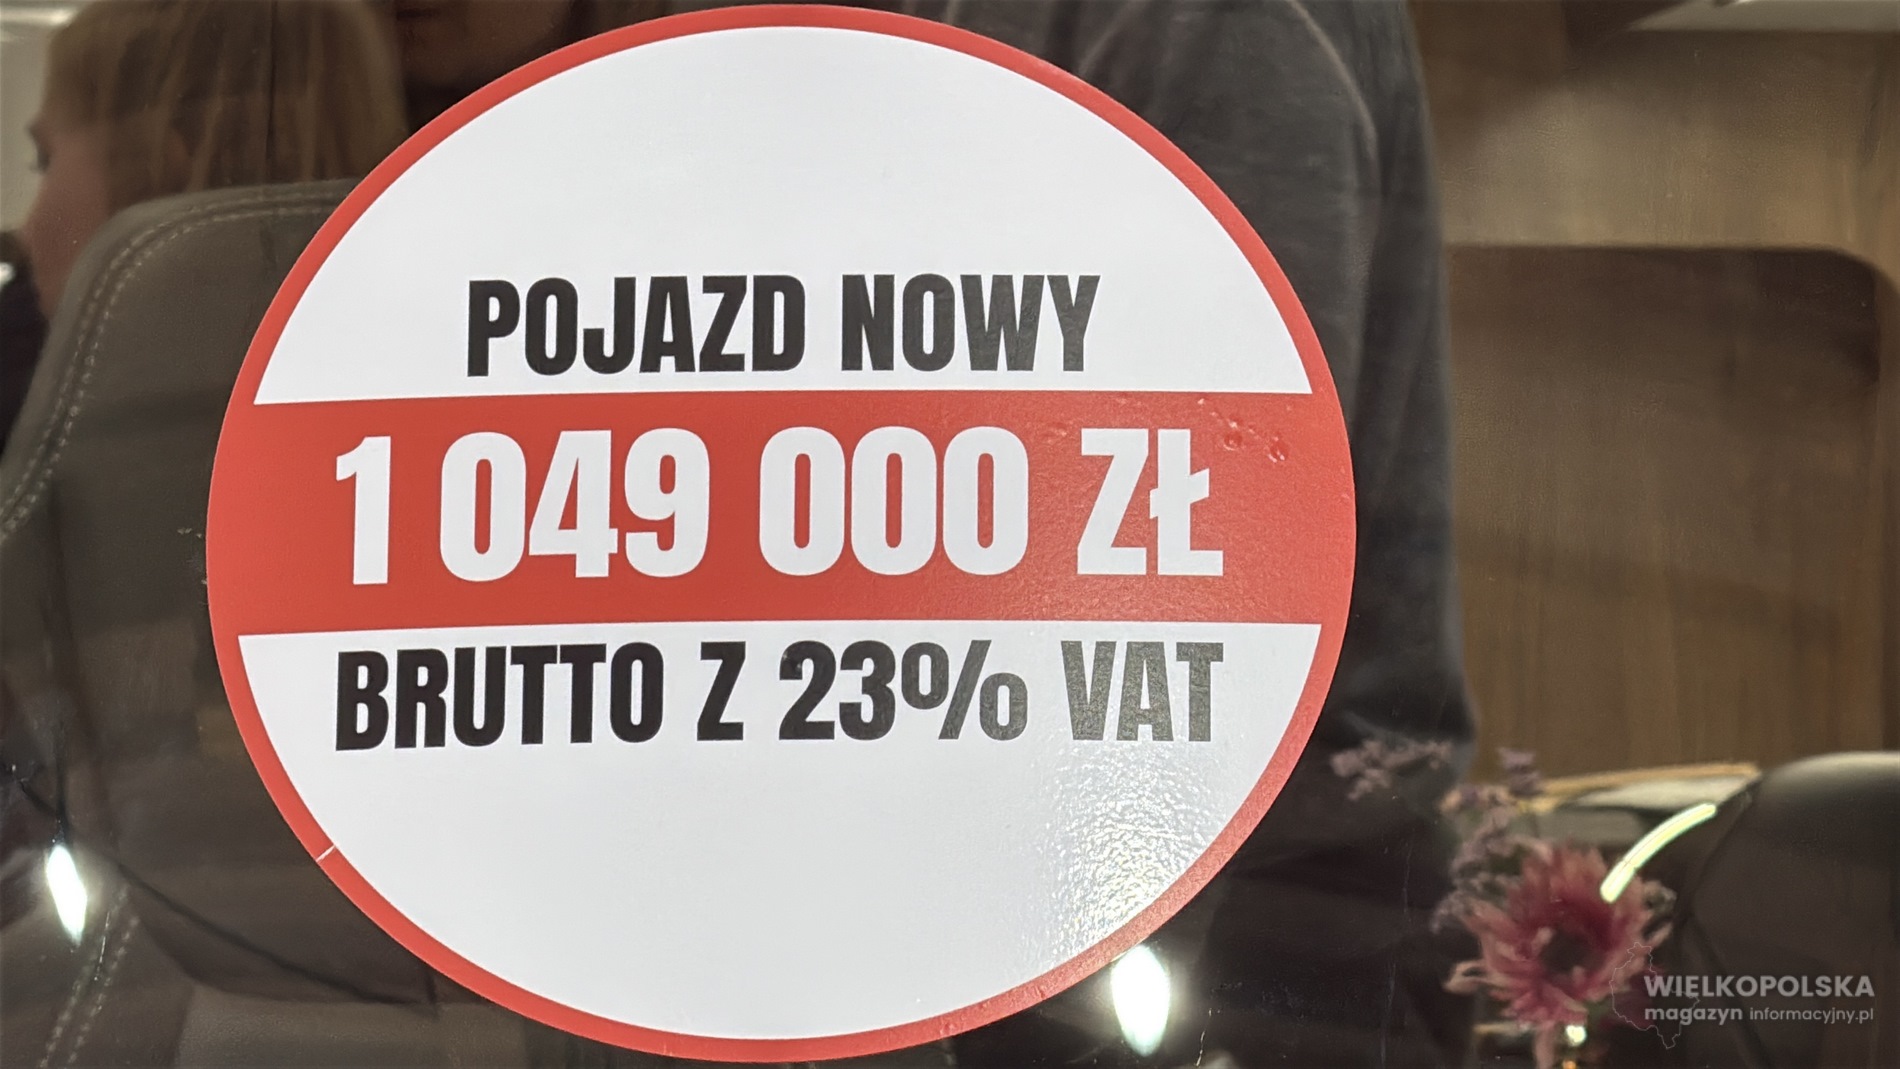 POJAZD NOWY
1 049 000 ZŁ
BRUTTO Z 23% VAT
WIELKOPOLSKA
magazyn informacyjny.pl